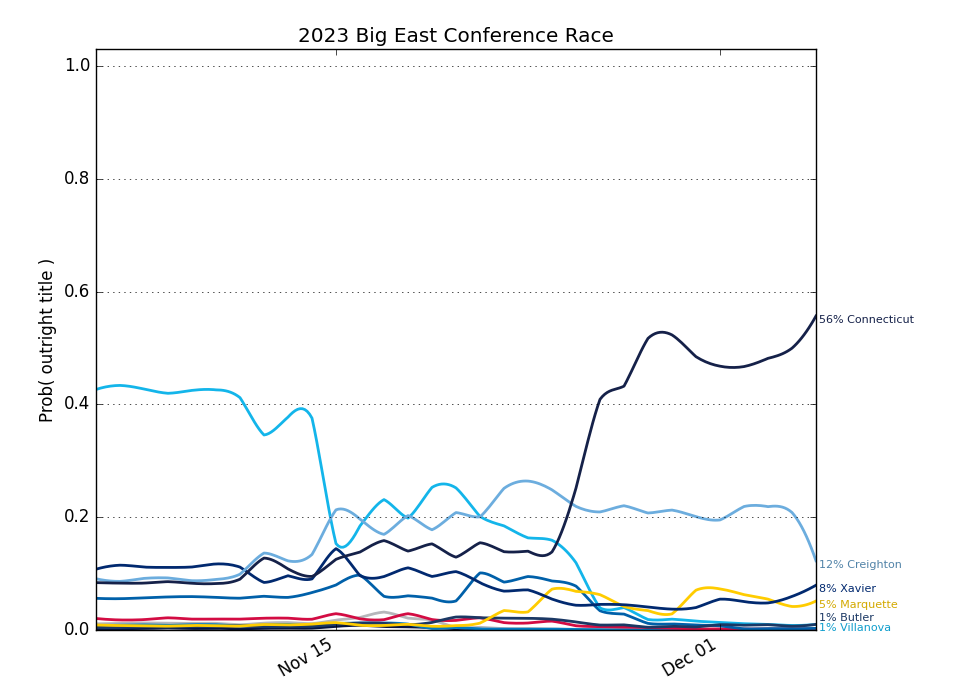 2023 Big East Conference Race
1.0
0.8
0.6
0.4
0.2
0.0
Prob( outright title )
56% Connecticut
12% Creighton
8% Xavier
5% Marquette
1% Butler
1% Villanova
Nov 15
Dec 01